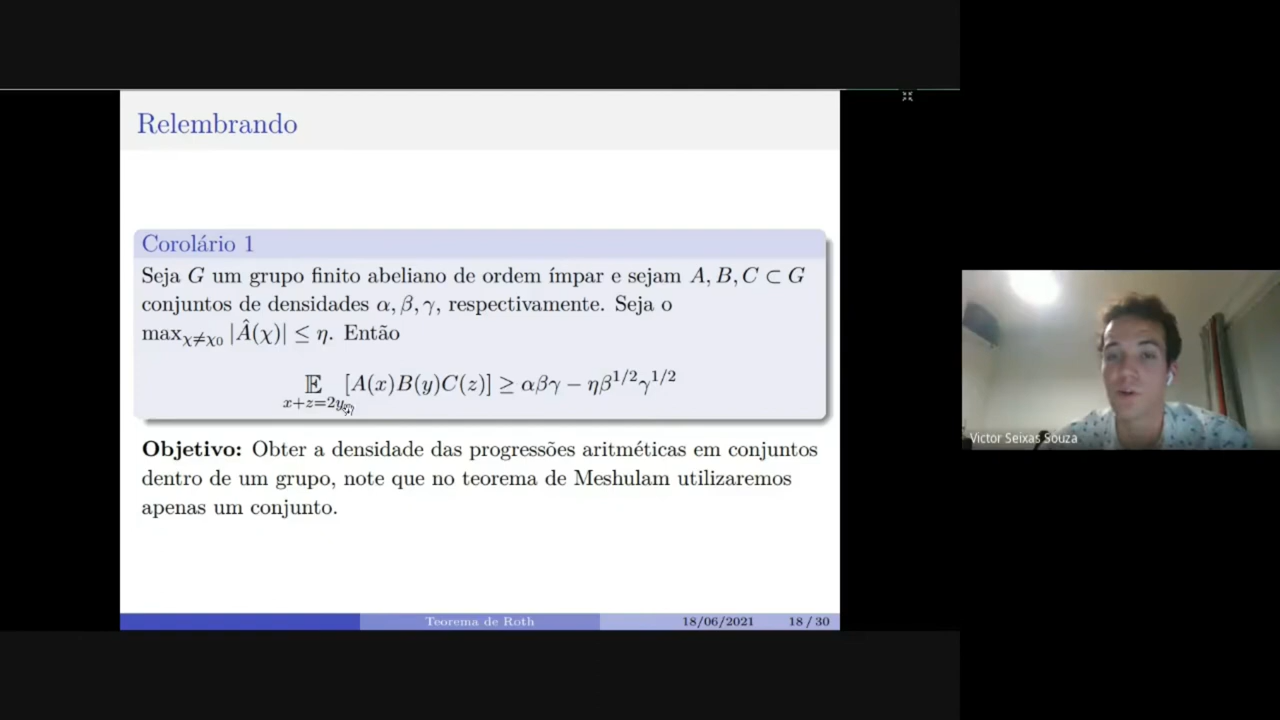 Relembrando
Corolário 1
Seja G um grupo finito abeliano de ordem ímpar e sejam A, B, C ⊂ G
conjuntos de densidades α, β, γ, respectivamente. Seja o
max_{χ≠χ₀} |Â(χ)| ≤ η. Então
𝔼_{x+z=2y} [A(x)B(y)C(z)] ≥ αβγ − ηβ^{1/2}γ^{1/2}
Objetivo: Obter a densidade das progressões aritméticas em conjuntos
dentro de um grupo, note que no teorema de Meshulam utilizaremos
apenas um conjunto.
Teorema de Roth 18/06/2021 18 / 30
Victor Seixas Souza